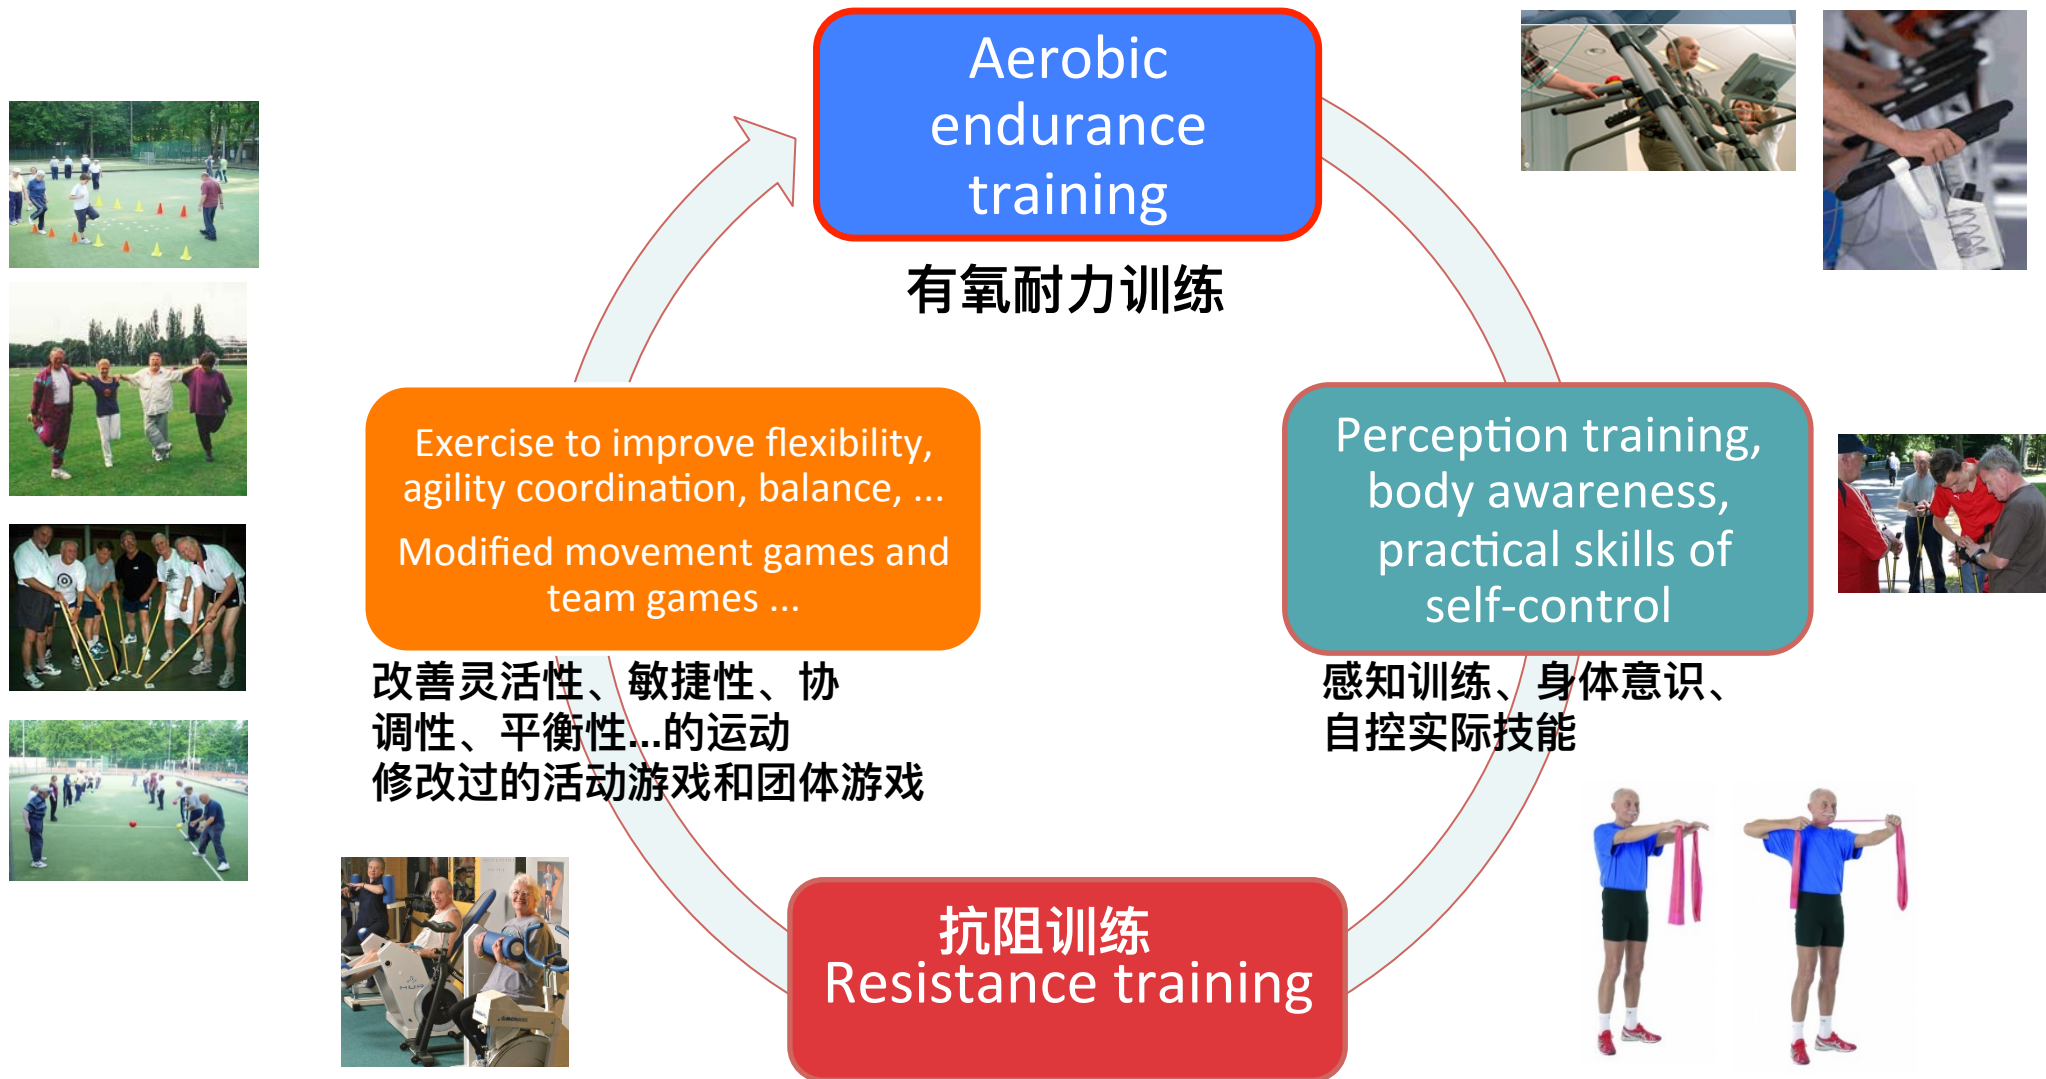 Aerobic
endurance
training
有氧耐力训练
Exercise to improve flexibility,
agility coordination, balance, ...
Modified movement games and
team games ...
改善灵活性、敏捷性、协
调性、平衡性...的运动
修改过的活动游戏和团体游戏
Perception training,
body awareness,
practical skills of
self-control
感知训练、身体意识、
自控实际技能
抗阻训练
Resistance training